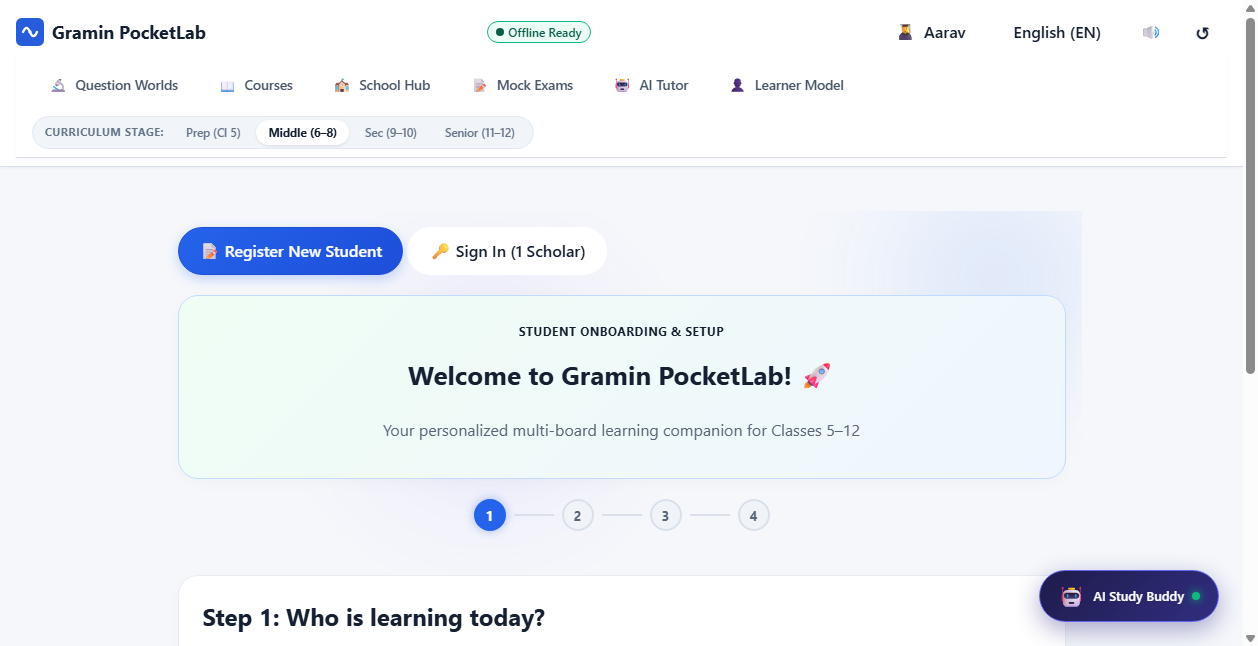 Gramin PocketLab
Offline Ready
Aarav
English (EN)
Question Worlds
Courses
School Hub
Mock Exams
AI Tutor
Learner Model
CURRICULUM STAGE:
Prep (Cl 5)
Middle (6–8)
Sec (9–10)
Senior (11–12)
Register New Student
Sign In (1 Scholar)
STUDENT ONBOARDING & SETUP
Welcome to Gramin PocketLab!
Your personalized multi-board learning companion for Classes 5–12
1
2
3
4
Step 1: Who is learning today?
AI Study Buddy